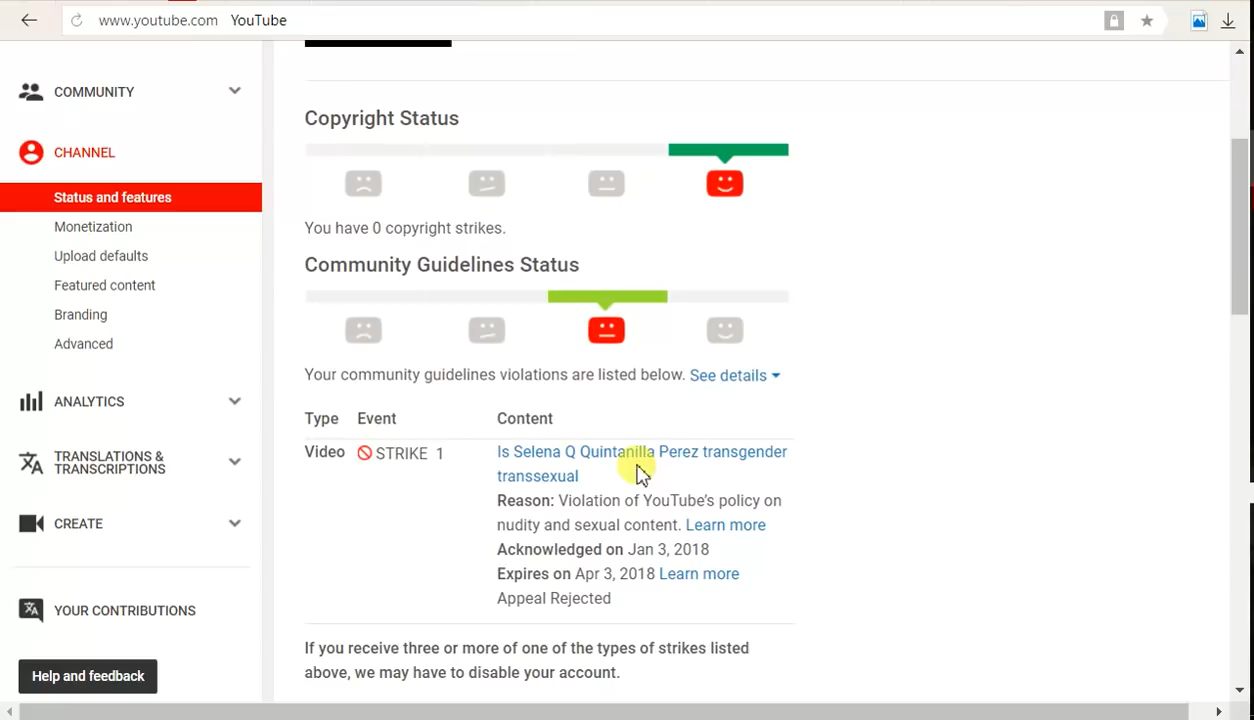 www.youtube.com YouTube
COMMUNITY
CHANNEL
Status and features
Monetization
Upload defaults
Featured content
Branding
Advanced
ANALYTICS
TRANSLATIONS &
TRANSCRIPTIONS
CREATE
YOUR CONTRIBUTIONS
Help and feedback
Copyright Status
You have 0 copyright strikes.
Community Guidelines Status
Your community guidelines violations are listed below. See details
Type Event Content
Video STRIKE 1 Is Selena Q Quintanilla Perez transgender
transsexual
Reason: Violation of YouTube's policy on
nudity and sexual content. Learn more
Acknowledged on Jan 3, 2018
Expires on Apr 3, 2018 Learn more
Appeal Rejected
If you receive three or more of one of the types of strikes listed
above, we may have to disable your account.